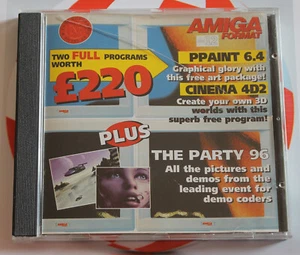 AMIGA
FORMAT
TWO FULL PROGRAMS
WORTH
£220
PPAINT 6.4
Graphical glory with
this free art package!
CINEMA 4D2
Create your own 3D
worlds with this
superb free program!
PLUS
THE PARTY 96
All the pictures and
demos from the
leading event for
demo coders